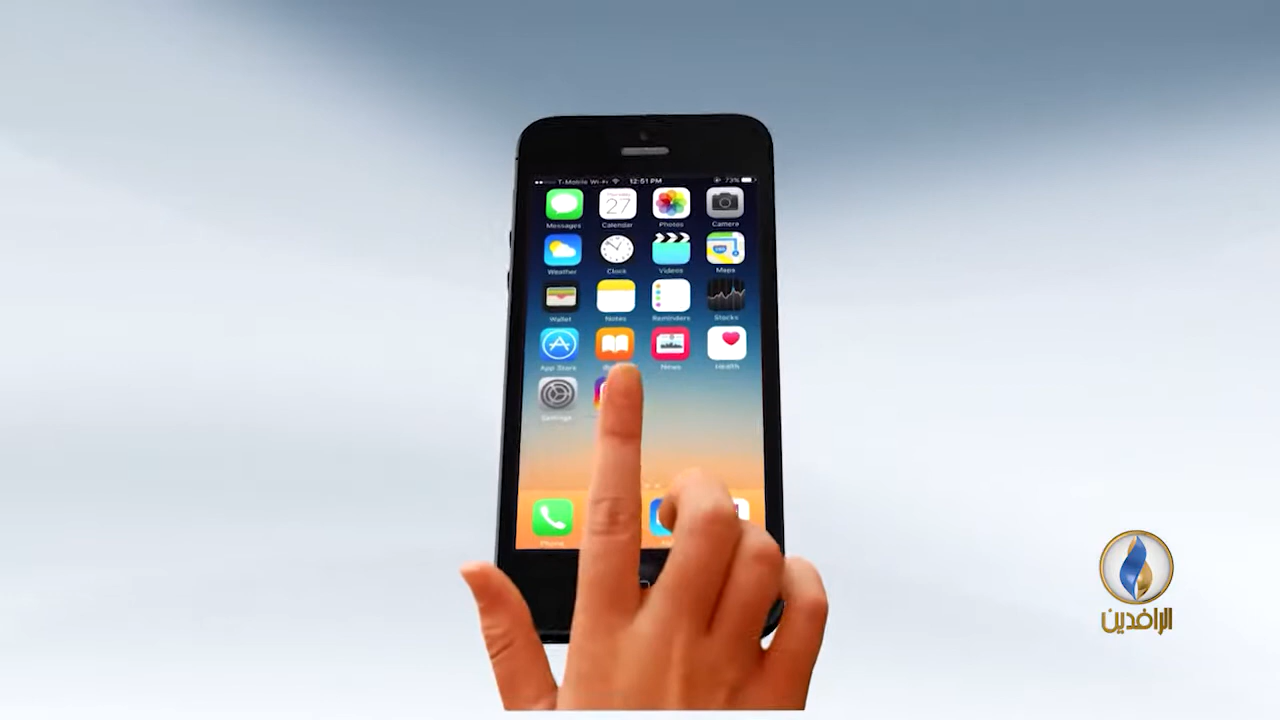 T-Mobile Wi-Fi 12:51 PM 73%
Messages Calendar Photos Camera
27
Weather Clock Videos Maps
Wallet Notes Reminders Stocks
App Store News Health
Settings
Phone
الرافدين